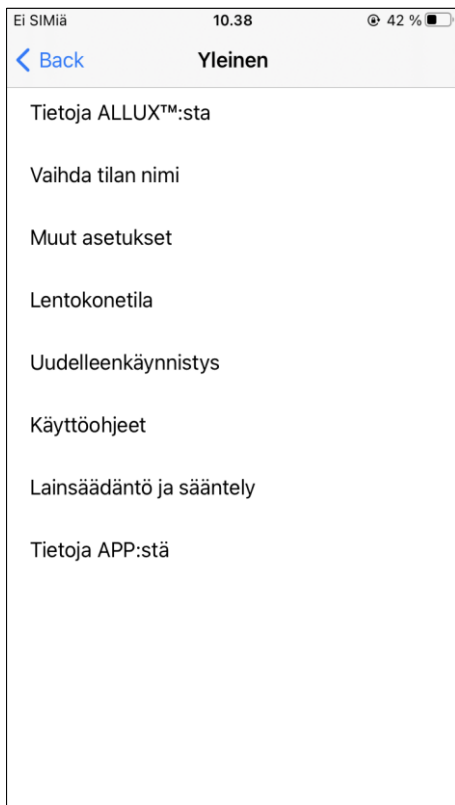 Ei SIMiä 10.38 42 %
Back Yleinen
Tietoja ALLUX™:sta
Vaihda tilan nimi
Muut asetukset
Lentokonetila
Uudelleenkäynnistys
Käyttöohjeet
Lainsäädäntö ja sääntely
Tietoja APP:stä